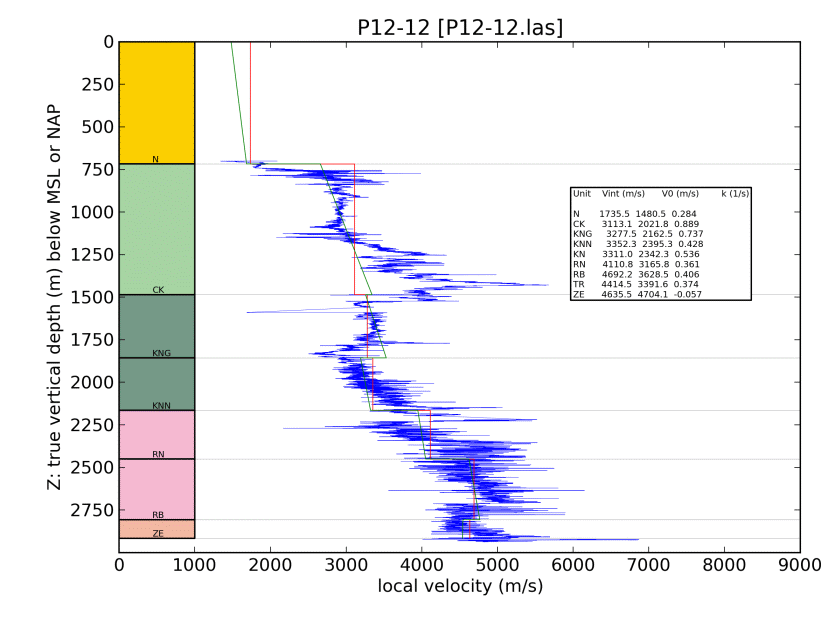 P12-12 [P12-12.las]
Z: true vertical depth (m) below MSL or NAP
0
250
500
750
1000
1250
1500
1750
2000
2250
2500
2750
N
CK
KNG
KNN
RN
RB
ZE
Unit Vint (m/s) V0 (m/s) k (1/s)
N 1735.5 1480.5 0.284
CK 3113.1 2021.8 0.889
KNG 3277.5 2162.5 0.737
KNN 3352.3 2395.3 0.428
KN 3311.0 2342.3 0.536
RN 4110.8 3165.8 0.361
RB 4692.2 3628.5 0.406
TR 4414.5 3391.6 0.374
ZE 4635.5 4704.1 -0.057
0 1000 2000 3000 4000 5000 6000 7000 8000 9000
local velocity (m/s)